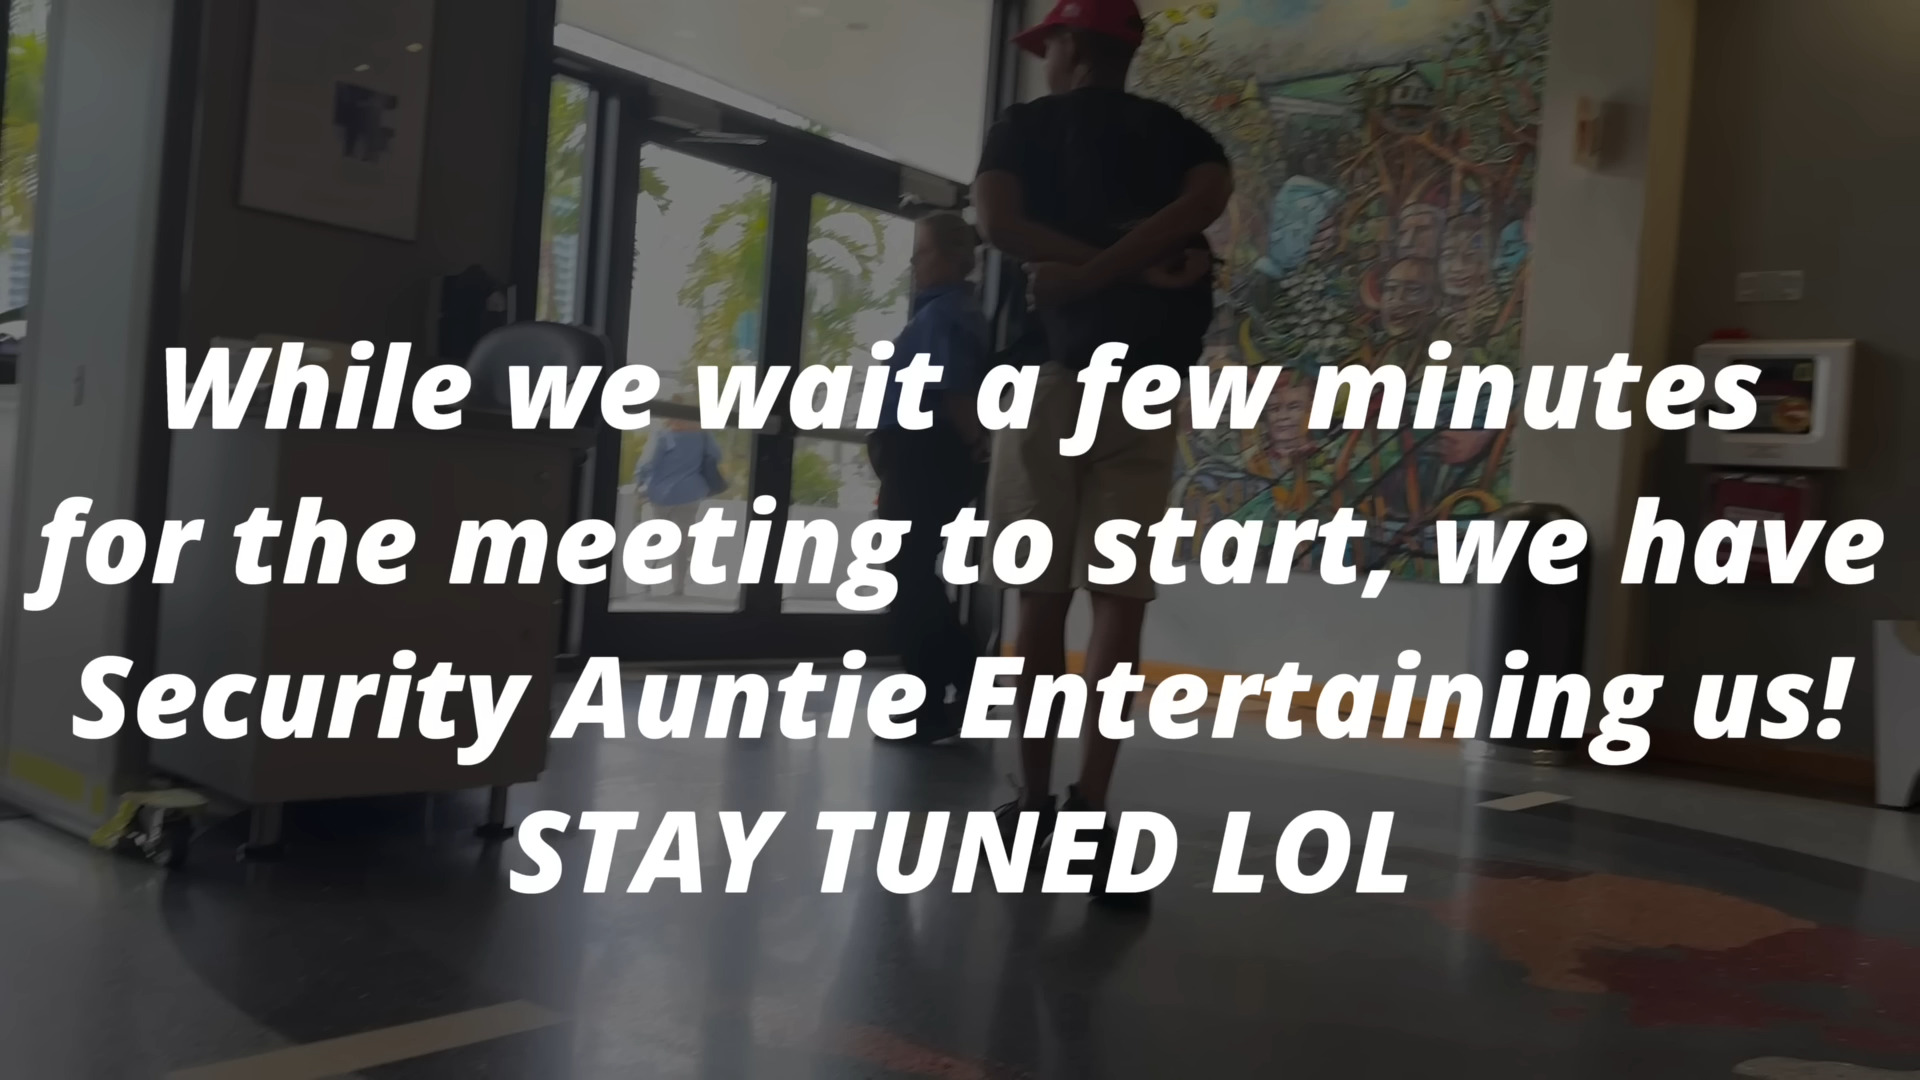 While we wait a few minutes
for the meeting to start, we have
Security Auntie Entertaining us!
STAY TUNED LOL